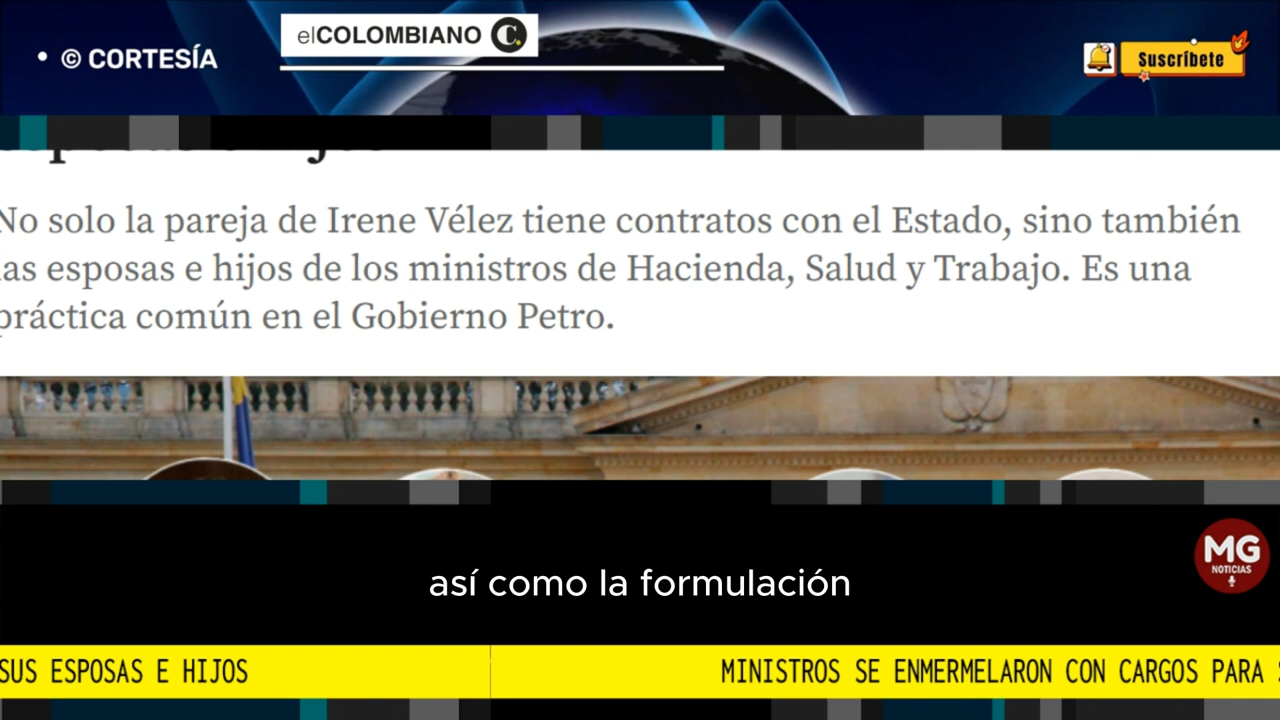 elCOLOMBIANO C.
• © CORTESÍA
Suscríbete
No solo la pareja de Irene Vélez tiene contratos con el Estado, sino también
las esposas e hijos de los ministros de Hacienda, Salud y Trabajo. Es una
práctica común en el Gobierno Petro.
MG
NOTICIAS
así como la formulación
SUS ESPOSAS E HIJOS
MINISTROS SE ENMERMELARON CON CARGOS PARA